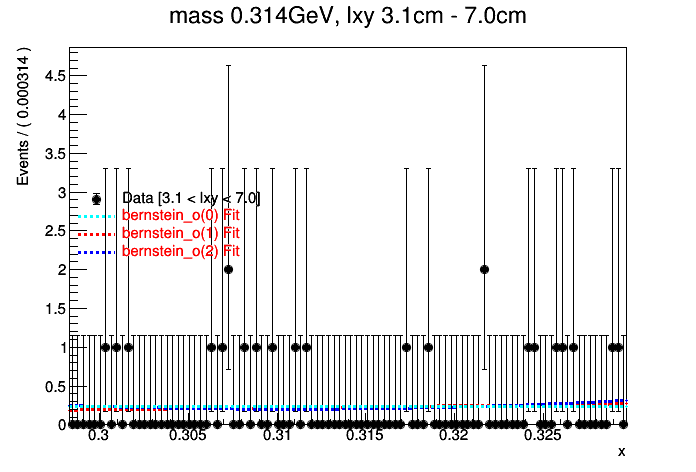 mass 0.314GeV, lxy 3.1cm - 7.0cm
Events / ( 0.000314 )
4.5
4
3.5
3
2.5
2
1.5
1
0.5
0
Data [3.1 < lxy < 7.0]
bernstein_o(0) Fit
bernstein_o(1) Fit
bernstein_o(2) Fit
0.3 0.305 0.31 0.315 0.32 0.325
x